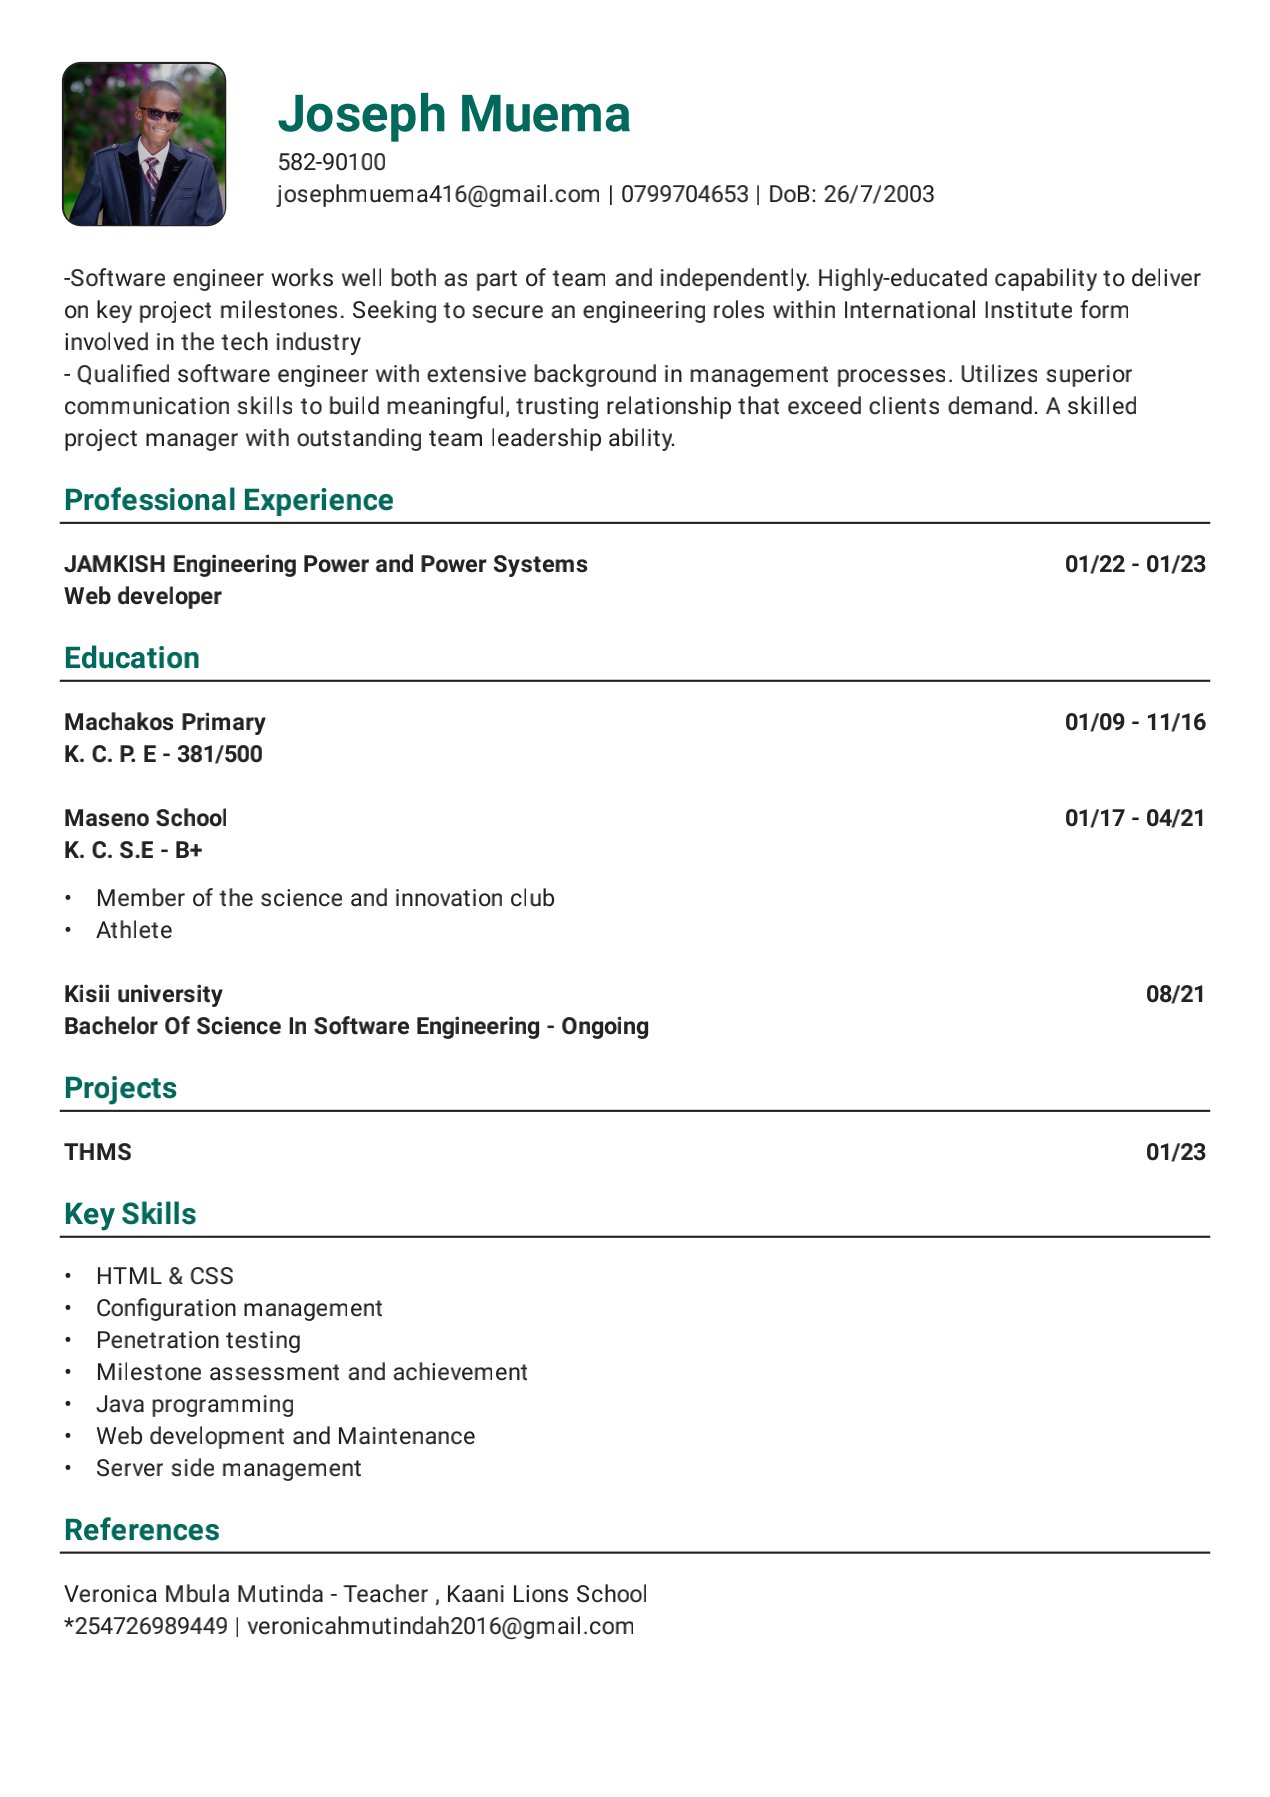 Joseph Muema
582-90100
josephmuema416@gmail.com | 0799704653 | DoB: 26/7/2003
-Software engineer works well both as part of team and independently. Highly-educated capability to deliver
on key project milestones. Seeking to secure an engineering roles within International Institute form
involved in the tech industry
- Qualified software engineer with extensive background in management processes. Utilizes superior
communication skills to build meaningful, trusting relationship that exceed clients demand. A skilled
project manager with outstanding team leadership ability.
Professional Experience
JAMKISH Engineering Power and Power Systems 01/22 - 01/23
Web developer
Education
Machakos Primary 01/09 - 11/16
K. C. P. E - 381/500
Maseno School 01/17 - 04/21
K. C. S.E - B+
• Member of the science and innovation club
• Athlete
Kisii university 08/21
Bachelor Of Science In Software Engineering - Ongoing
Projects
THMS 01/23
Key Skills
• HTML & CSS
• Configuration management
• Penetration testing
• Milestone assessment and achievement
• Java programming
• Web development and Maintenance
• Server side management
References
Veronica Mbula Mutinda - Teacher , Kaani Lions School
*254726989449 | veronicahmutindah2016@gmail.com